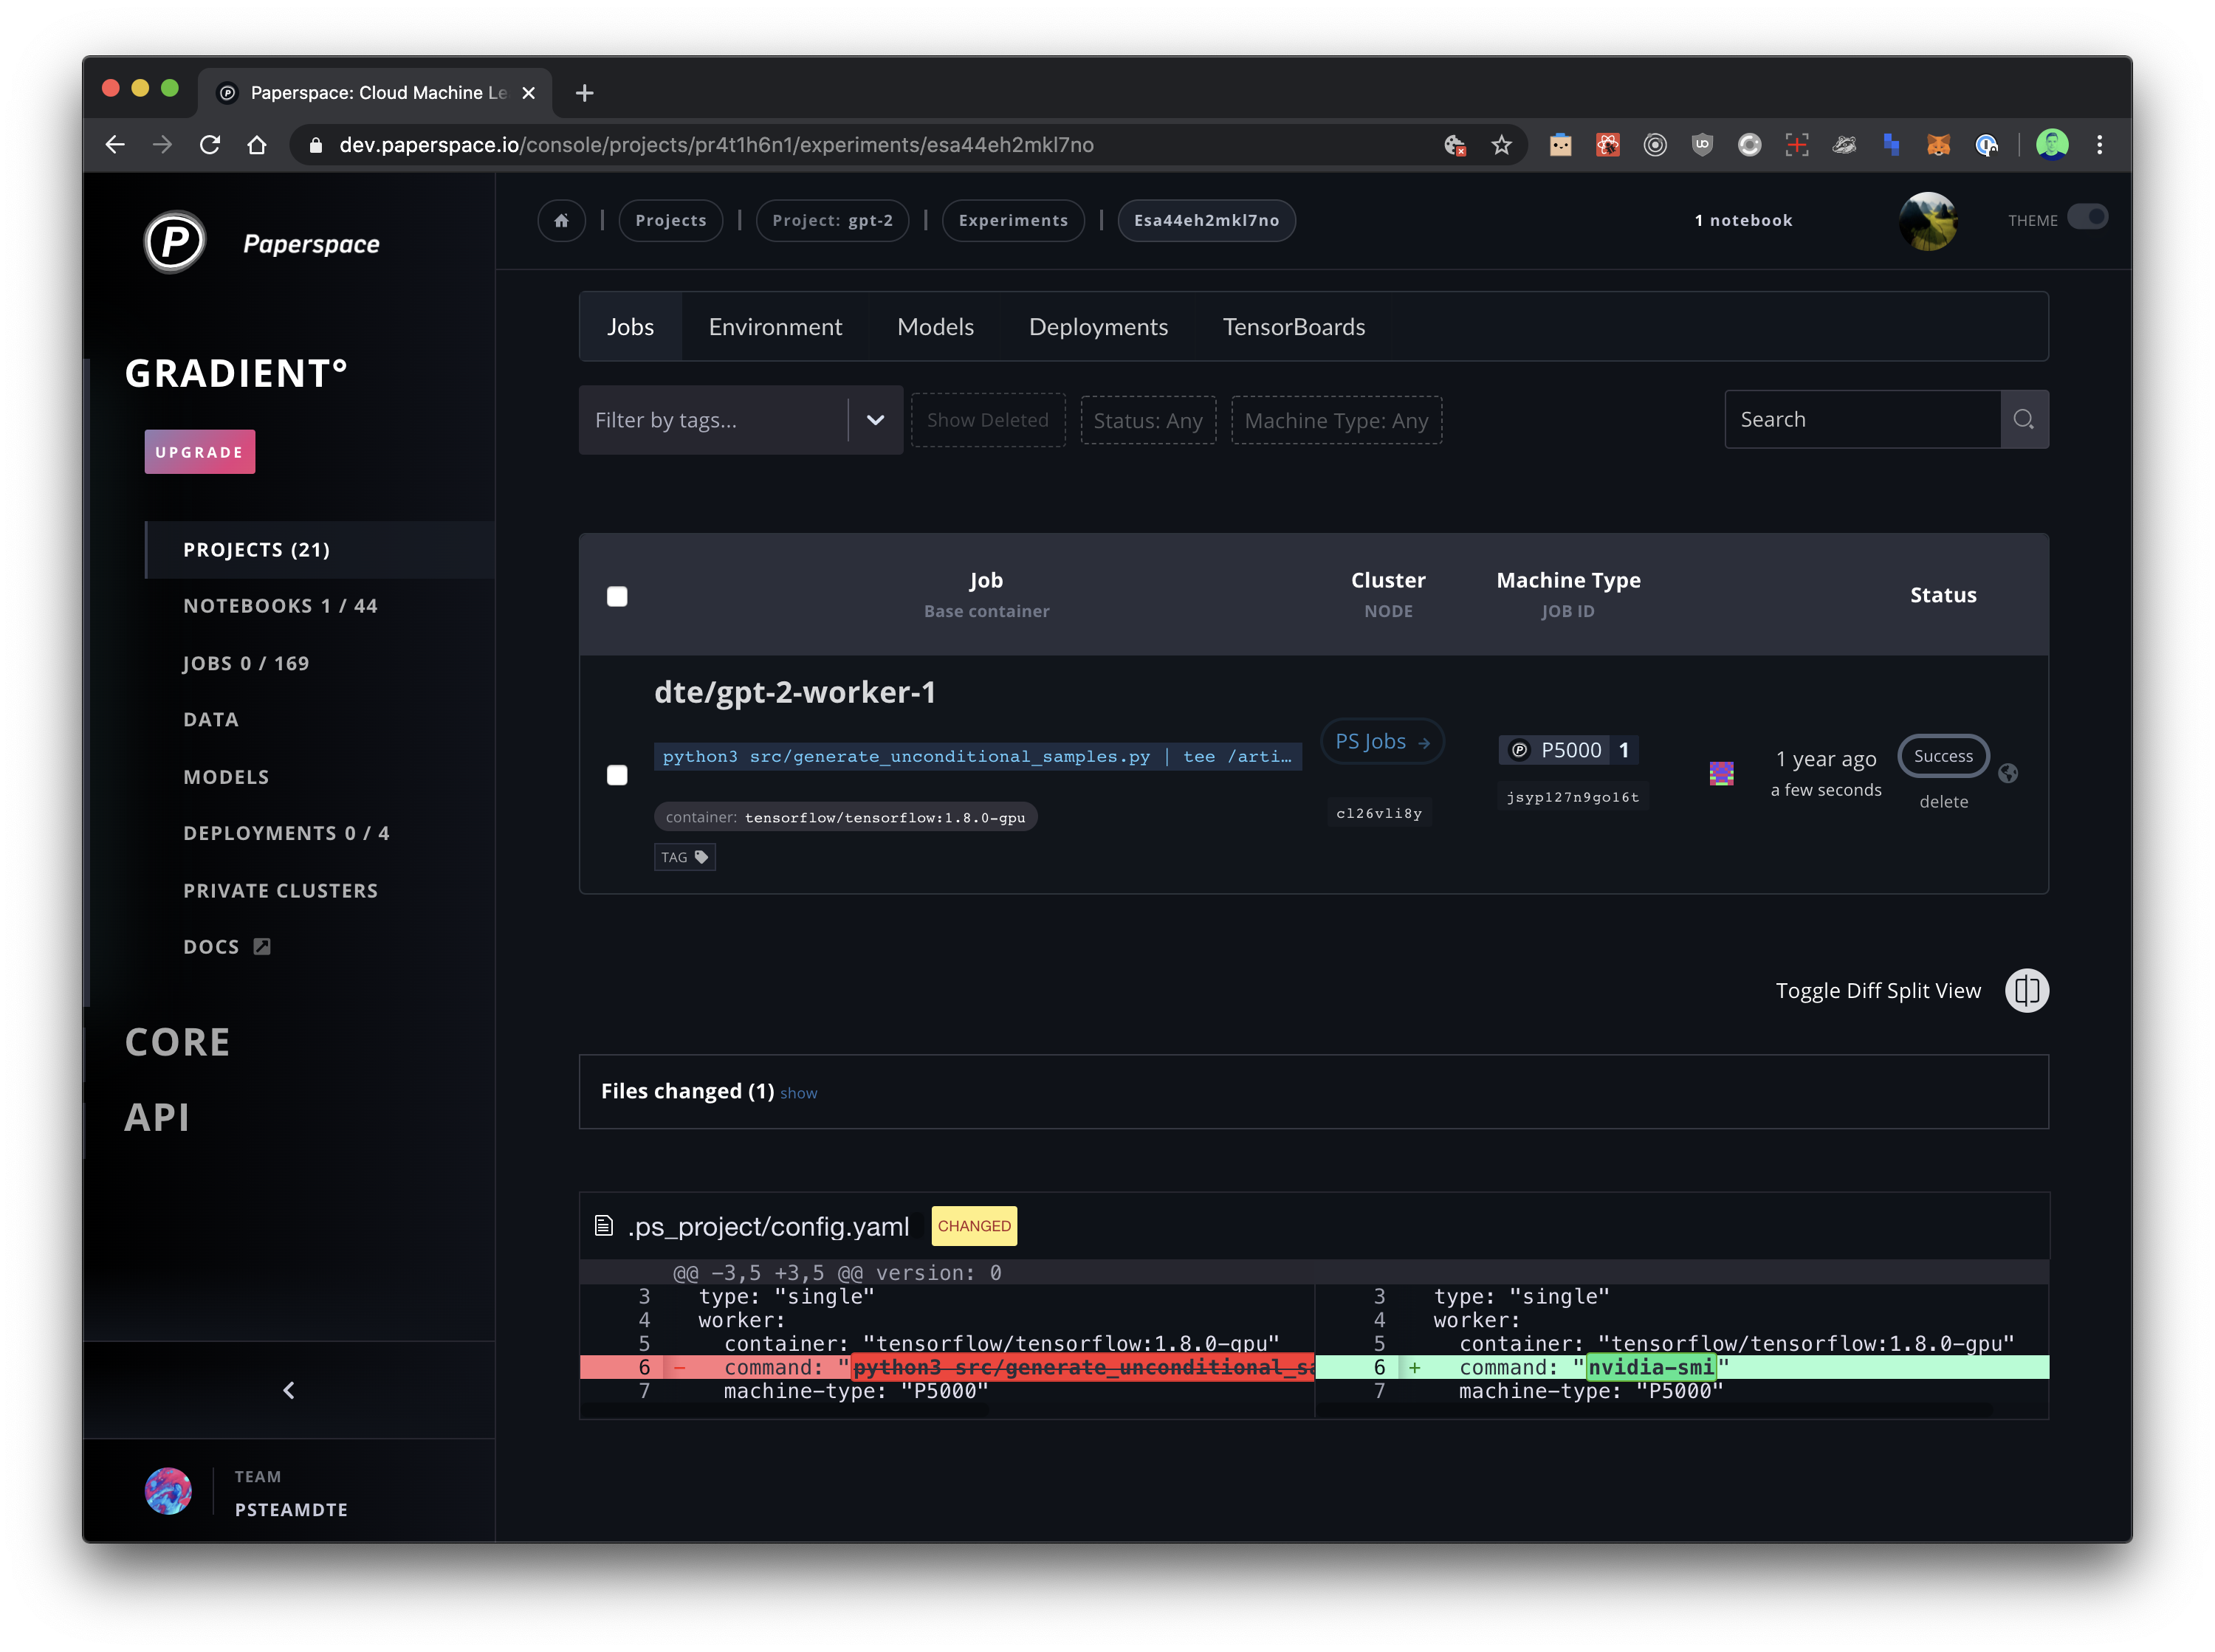 Paperspace: Cloud Machine Le
dev.paperspace.io/console/projects/pr4t1h6n1/experiments/esa44eh2mkl7no
P Paperspace
Projects
Project: gpt-2
Experiments
Esa44eh2mkl7no
1 notebook
THEME
GRADIENT°
UPGRADE
PROJECTS (21)
NOTEBOOKS 1 / 44
JOBS 0 / 169
DATA
MODELS
DEPLOYMENTS 0 / 4
PRIVATE CLUSTERS
DOCS
CORE
API
TEAM
PSTEAMDTE
Jobs Environment Models Deployments TensorBoards
Filter by tags...
Show Deleted
Status: Any
Machine Type: Any
Search
Job
Base container
Cluster
NODE
Machine Type
JOB ID
Status
dte/gpt-2-worker-1
python3 src/generate_unconditional_samples.py | tee /arti…
container: tensorflow/tensorflow:1.8.0-gpu
TAG
PS Jobs →
cl26vli8y
P P5000 1
jsyp127n9go16t
1 year ago
a few seconds
Success
delete
Toggle Diff Split View
Files changed (1) show
.ps_project/config.yaml CHANGED
@@ -3,5 +3,5 @@ version: 0
3 type: "single"
4 worker:
5 container: "tensorflow/tensorflow:1.8.0-gpu"
6 - command: "python3 src/generate_unconditional_sa
7 machine-type: "P5000"
3 type: "single"
4 worker:
5 container: "tensorflow/tensorflow:1.8.0-gpu"
6 + command: "nvidia-smi"
7 machine-type: "P5000"